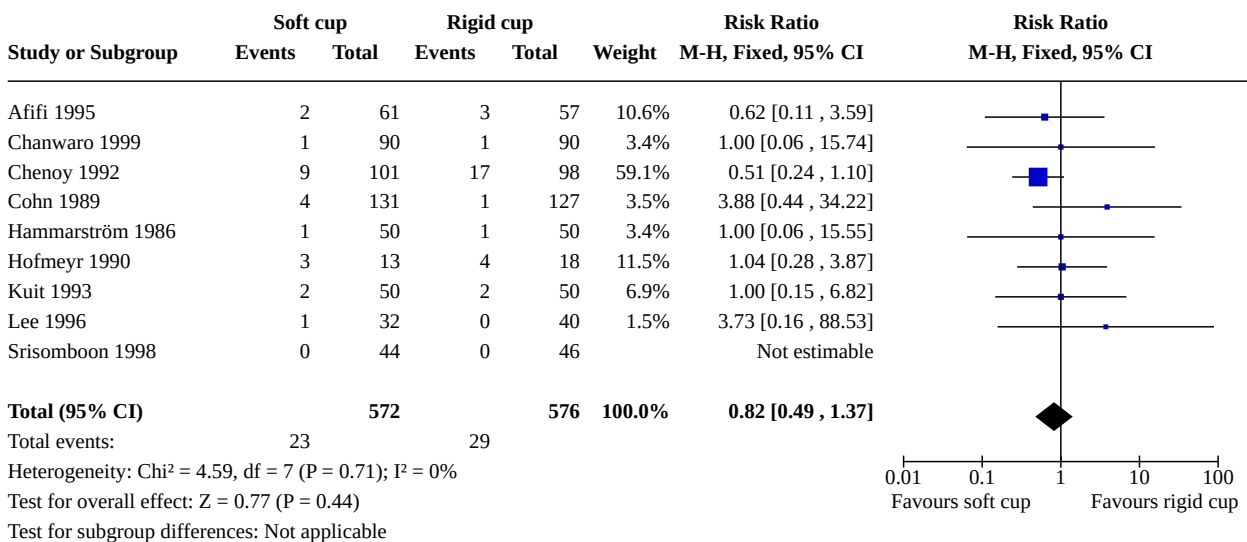 Soft cup Rigid cup Risk Ratio Risk Ratio
Study or Subgroup Events Total Events Total Weight M-H, Fixed, 95% CI M-H, Fixed, 95% CI
Afifi 1995 2 61 3 57 10.6% 0.62 [0.11 , 3.59]
Chanwaro 1999 1 90 1 90 3.4% 1.00 [0.06 , 15.74]
Chenoy 1992 9 101 17 98 59.1% 0.51 [0.24 , 1.10]
Cohn 1989 4 131 1 127 3.5% 3.88 [0.44 , 34.22]
Hammarström 1986 1 50 1 50 3.4% 1.00 [0.06 , 15.55]
Hofmeyr 1990 3 13 4 18 11.5% 1.04 [0.28 , 3.87]
Kuit 1993 2 50 2 50 6.9% 1.00 [0.15 , 6.82]
Lee 1996 1 32 0 40 1.5% 3.73 [0.16 , 88.53]
Srisomboon 1998 0 44 0 46 Not estimable
Total (95% CI) 572 576 100.0% 0.82 [0.49 , 1.37]
Total events: 23 29
Heterogeneity: Chi² = 4.59, df = 7 (P = 0.71); I² = 0%
Test for overall effect: Z = 0.77 (P = 0.44)
Test for subgroup differences: Not applicable
0.01 0.1 1 10 100
Favours soft cup Favours rigid cup